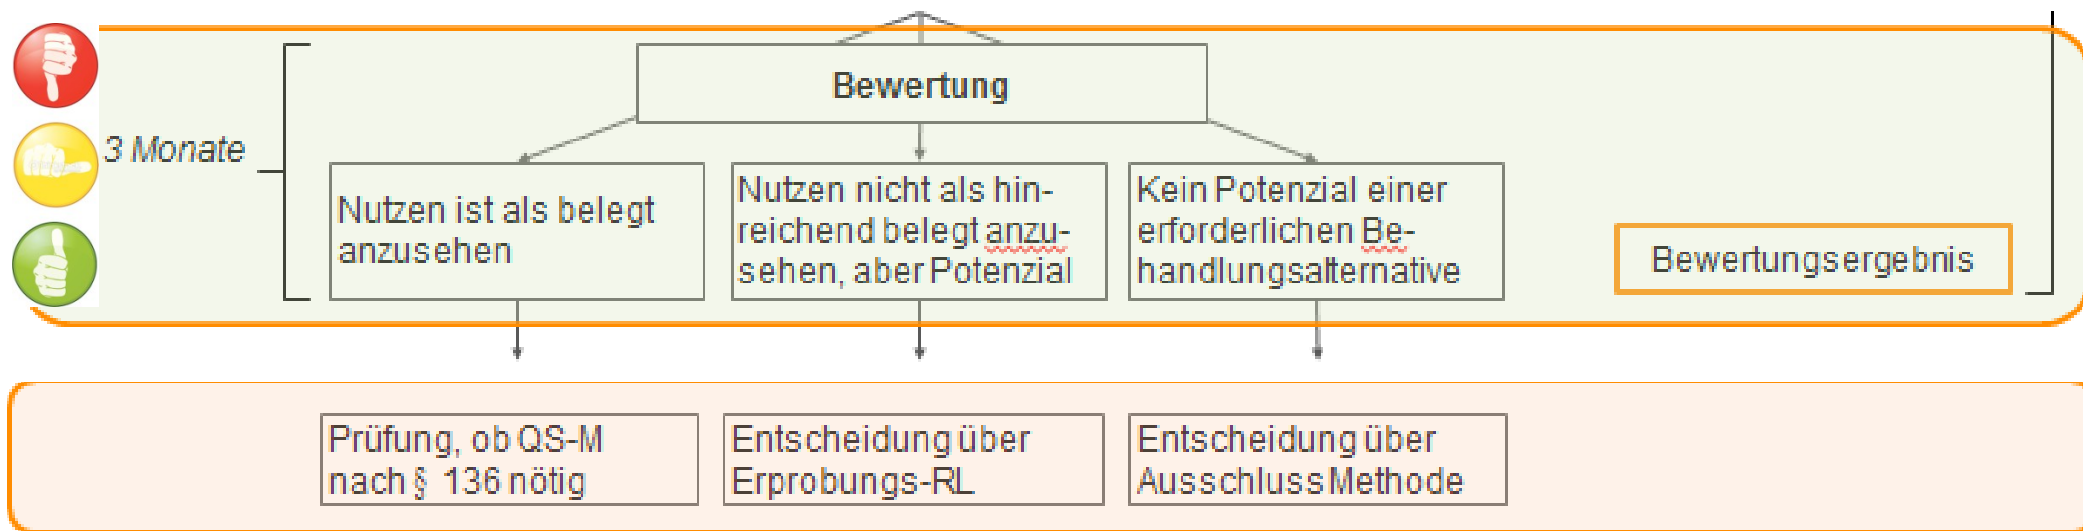 Bewertung
3 Monate
Nutzen ist als belegt
anzusehen
Nutzen nicht als hin-
reichend belegt anzu-
sehen, aber Potenzial
Kein Potenzial einer
erforderlichen Be-
handlungsalternative
Bewertungsergebnis
Prüfung, ob QS-M
nach § 136 nötig
Entscheidung über
Erprobungs-RL
Entscheidung über
Ausschluss Methode